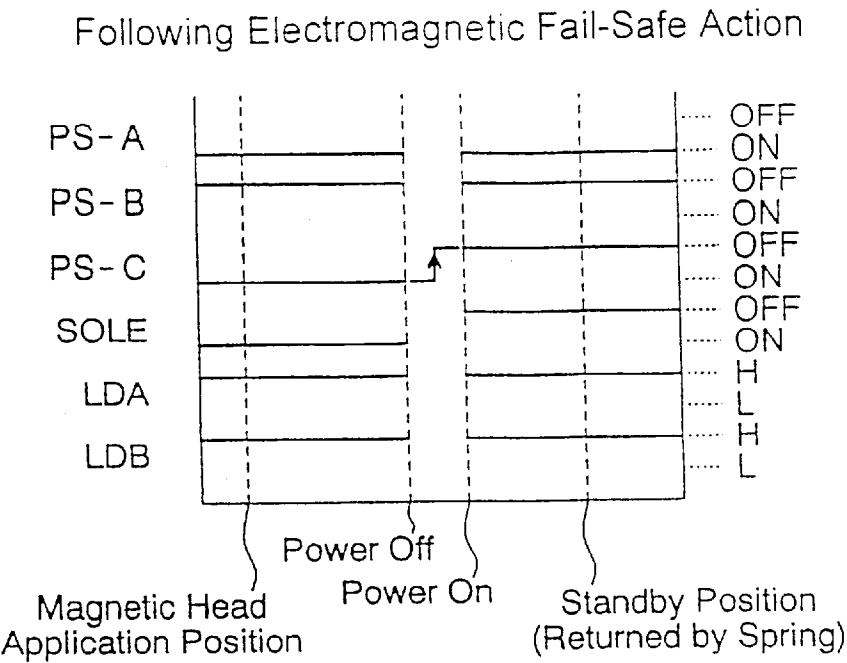 Following Electromagnetic Fail-Safe Action
PS-A
OFF
ON
PS-B
OFF
ON
PS-C
OFF
ON
SOLE
OFF
ON
LDA
H
L
LDB
H
L
Power Off
Power On
Magnetic Head
Application Position
Standby Position
(Returned by Spring)